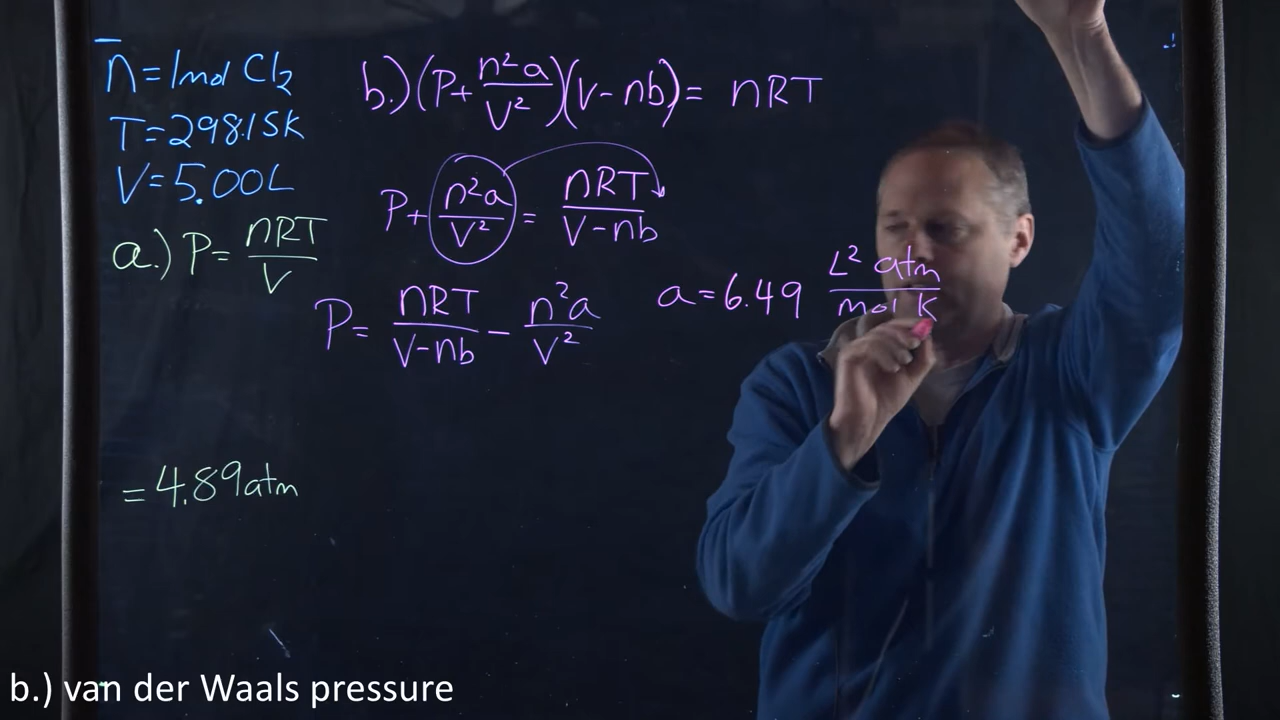 n = 1mol Cl₂
T = 298.15K
V = 5.00L
a.) P = nRT / V
= 4.89atm
b.) (P + n²a / V²)(V - nb) = nRT
P + n²a / V² = nRT / V - nb
P = nRT / V - nb - n²a / V²
a = 6.49 L² atm / mol K
b.) van der Waals pressure